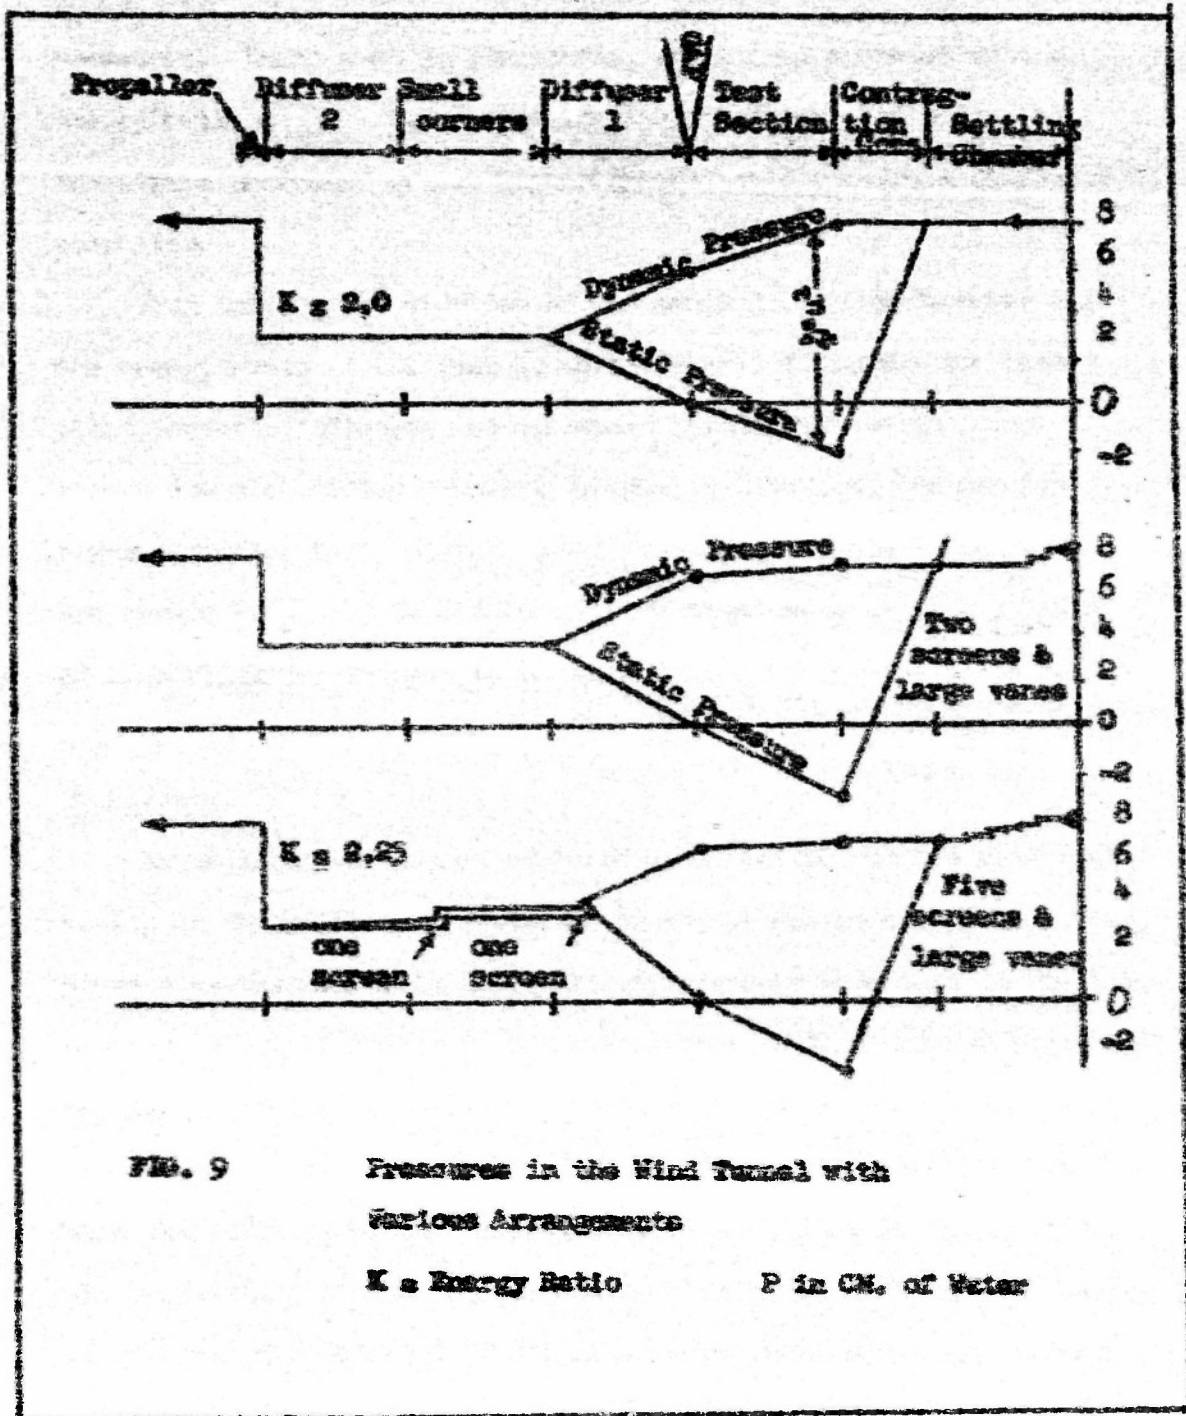 Propeller
Diffuser
2
Small
corners
Diffuser
1
Gap
Test
Section
Contrac-
tion
Cone
Settling
Chamber
8
6
4
2
0
-2
Dynamic Pressure
Static Pressure
K = 2,0
8
6
4
2
0
-2
Dynamic Pressure
Static Pressure
Two
screens &
large vanes
8
6
4
2
0
-2
K = 2,25
one
screen
one
screen
Five
screens &
large vanes
FIG. 9
Pressures in the Wind Tunnel with
Various Arrangements
K = Energy Ratio P in CM. of Water